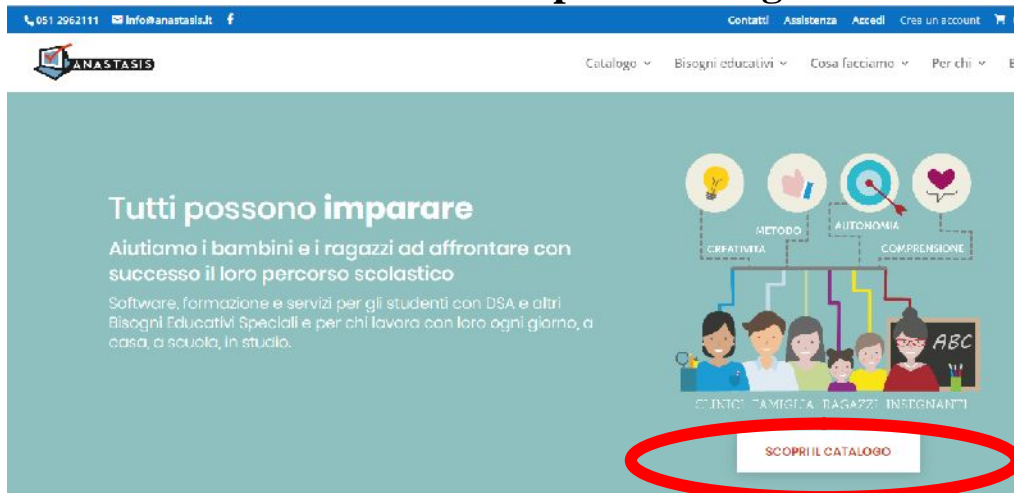 051 2962111 info@anastasis.it f Contatti Assistenza Accedi Crea un account
ANASTASIS Catalogo Bisogni educativi Cosa facciamo Per chi
Tutti possono imparare
Aiutiamo i bambini e i ragazzi ad affrontare con
successo il loro percorso scolastico
Software, formazione e servizi per gli studenti con DSA e altri
Bisogni Educativi Speciali e per chi lavora con loro ogni giorno, a
casa, a scuola, in studio.
METODO AUTONOMIA
CREATIVITÀ COMPRENSIONE
ABC
CLINICI FAMIGLIA RAGAZZI INSEGNANTI
SCOPRI IL CATALOGO